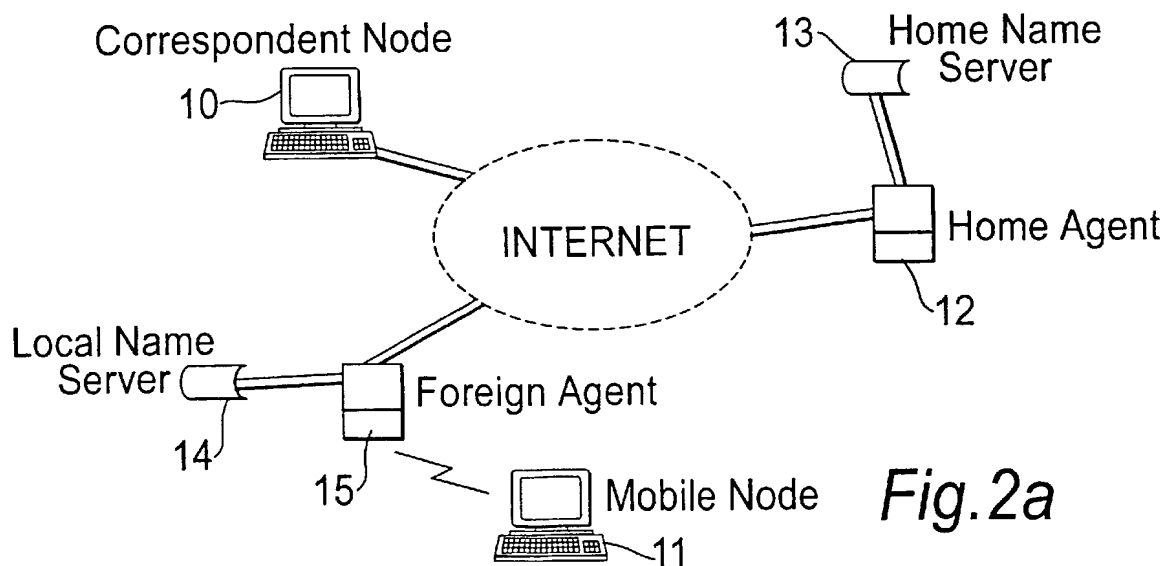 Correspondent Node
10
13
Home Name
Server
INTERNET
Home Agent
12
Local Name
Server
14
Foreign Agent
15
Mobile Node
11
Fig.2a